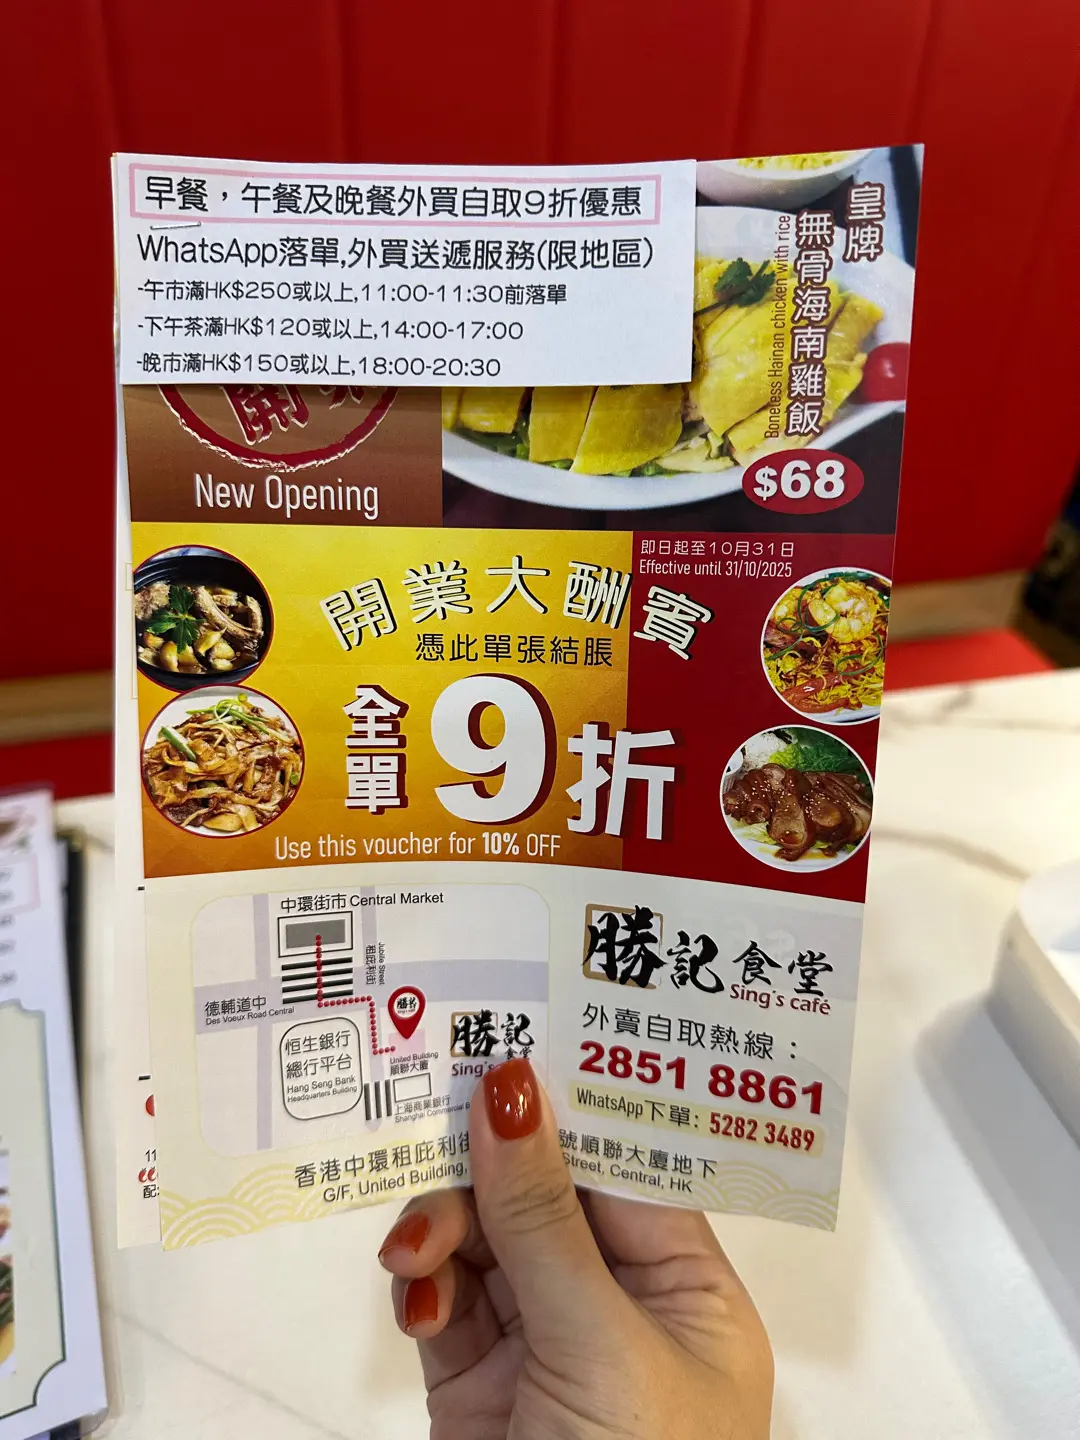 早餐，午餐及晚餐外買自取9折優惠
WhatsApp落單,外買送遞服務(限地區)
-午市滿HK$250或以上,11:00-11:30前落單
-下午茶滿HK$120或以上,14:00-17:00
-晚市滿HK$150或以上,18:00-20:30
皇牌
無骨海南雞飯
Boneless Hainan chicken with rice
$68
New Opening
即日起至10月31日
Effective until 31/10/2025
開業大酬賓
憑此單張結賬
全單
9折
Use this voucher for 10% OFF
中環街市 Central Market
Jubilee Street
租庇利街
德輔道中
Des Voeux Road Central
恒生銀行
總行平台
Hang Seng Bank
Headquarters Building
勝記
United Building
順聯大廈
勝記
食堂
Sing's
上海商業銀行
Shanghai Commercial B
勝記食堂
Sing's café
外賣自取熱線：
2851 8861
WhatsApp下單: 5282 3489
香港中環租庇利街 號順聯大廈地下
G/F, United Building, Street, Central, HK